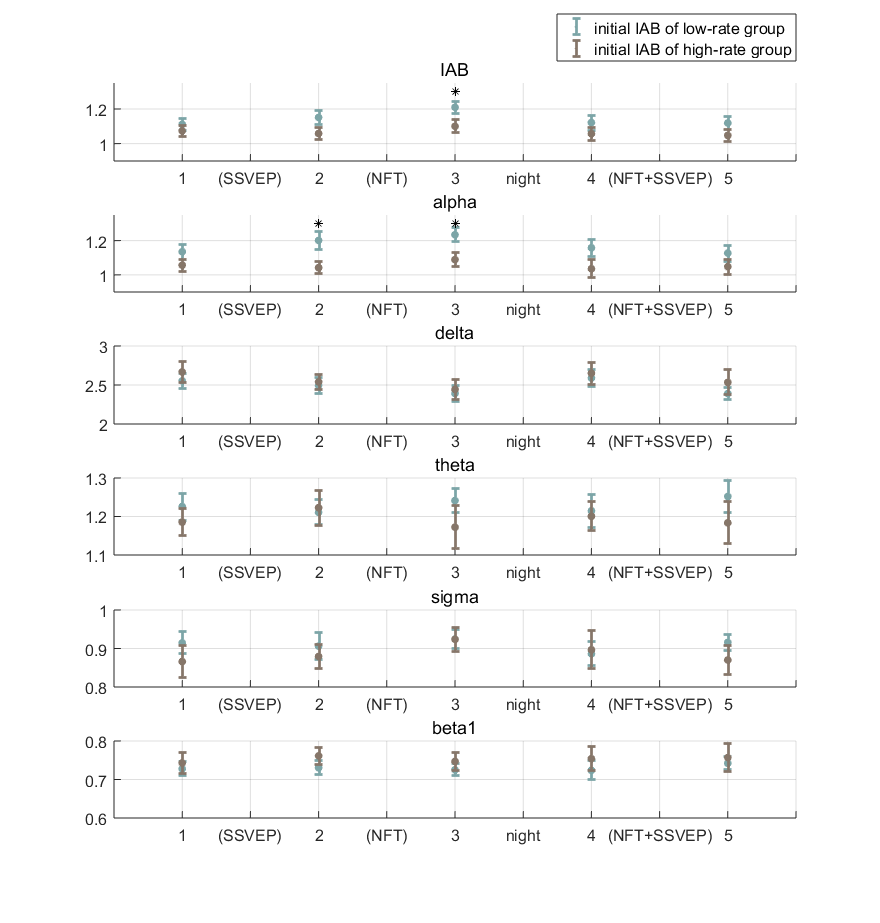 initial IAB of low-rate group
initial IAB of high-rate group
IAB
*
1.2
1
1 (SSVEP) 2 (NFT) 3 night 4 (NFT+SSVEP) 5
alpha
* *
1.2
1
1 (SSVEP) 2 (NFT) 3 night 4 (NFT+SSVEP) 5
delta
3
2.5
2
1 (SSVEP) 2 (NFT) 3 night 4 (NFT+SSVEP) 5
theta
1.3
1.2
1.1
1 (SSVEP) 2 (NFT) 3 night 4 (NFT+SSVEP) 5
sigma
1
0.9
0.8
1 (SSVEP) 2 (NFT) 3 night 4 (NFT+SSVEP) 5
beta1
0.8
0.7
0.6
1 (SSVEP) 2 (NFT) 3 night 4 (NFT+SSVEP) 5